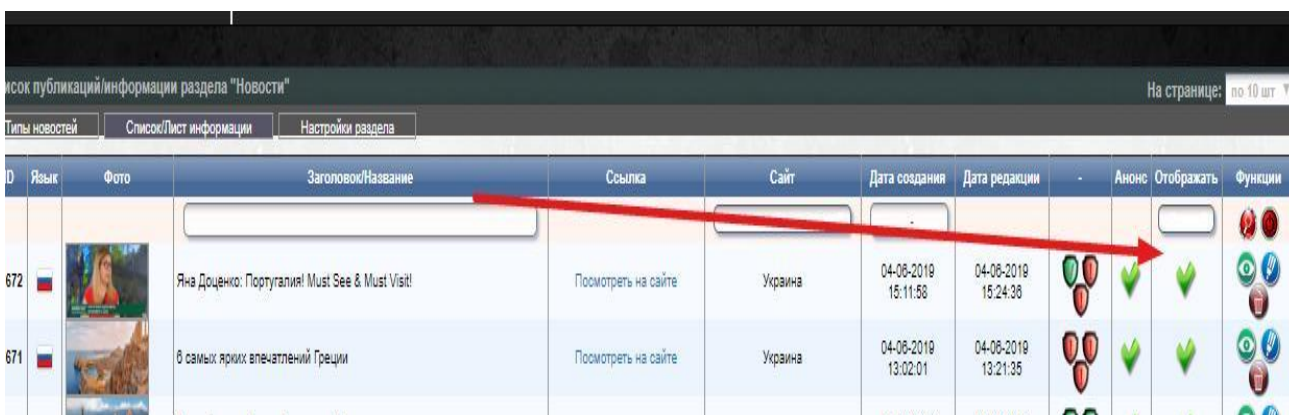 исок публикаций/информации раздела "Новости"
На странице: по 10 шт
Типы новостей Список/Лист информации Настройки раздела
ID Язык Фото Заголовок/Название Ссылка Сайт Дата создания Дата редакции - Анонс Отображать Функции
-
672 Яна Доценко: Португалия! Must See & Must Visit! Посмотреть на сайте Украина 04-06-2019 04-06-2019
15:11:58 15:24:36
671 6 самых ярких впечатлений Греции Посмотреть на сайте Украина 04-06-2019 04-06-2019
13:02:01 13:21:35